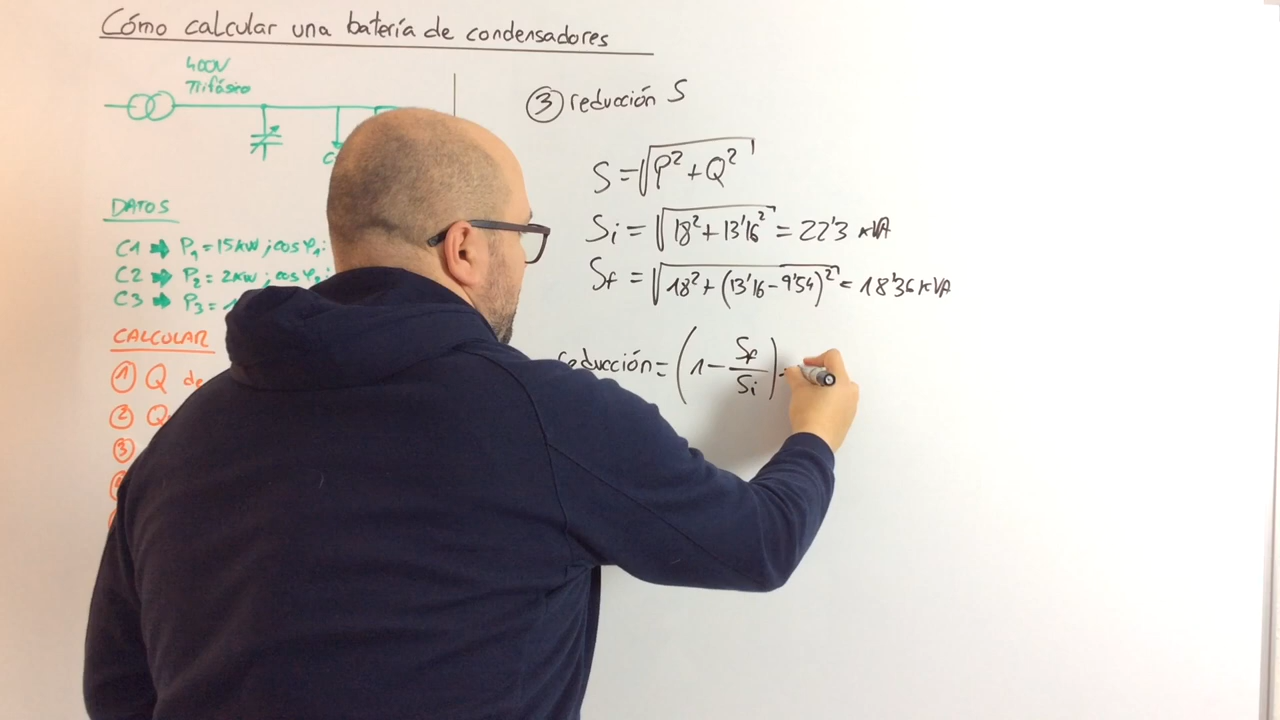 Cómo calcular una batería de condensadores
400V
Trifásico
DATOS
C1 ➡ P₁ = 15kW ; cos φ₁:
C2 ➡ P₂ = 2kW ; cos φ₂:
C3 ➡ P₃ = 1
CALCULAR
① Q de
② Q
③
③ reducción S
S = √(P² + Q²)
Si = √(18² + 13'16²) = 22'3 kVA
Sf = √(18² + (13'16 - 9'54)²) = 18'36 kVA
reducción = (1 - Sf/Si) ·